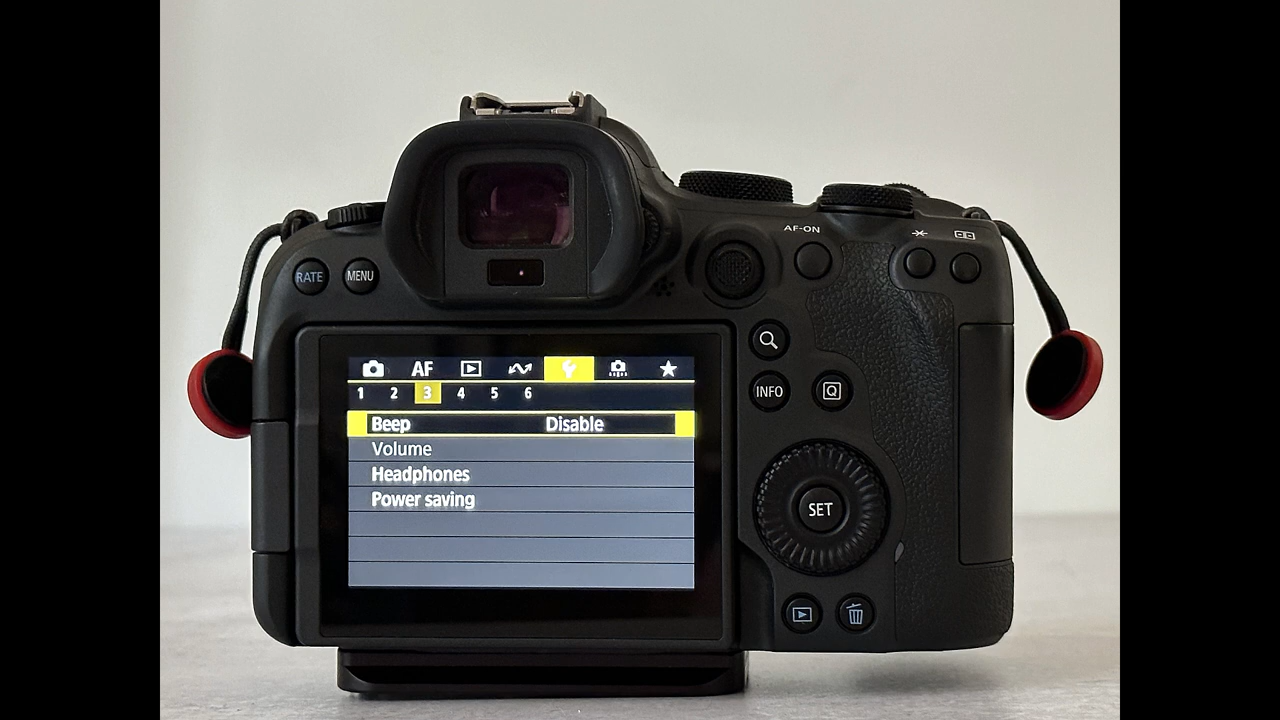 AF-ON
RATE MENU
AF
1 2 3 4 5 6
Beep Disable
Volume
Headphones
Power saving
INFO
Q
SET